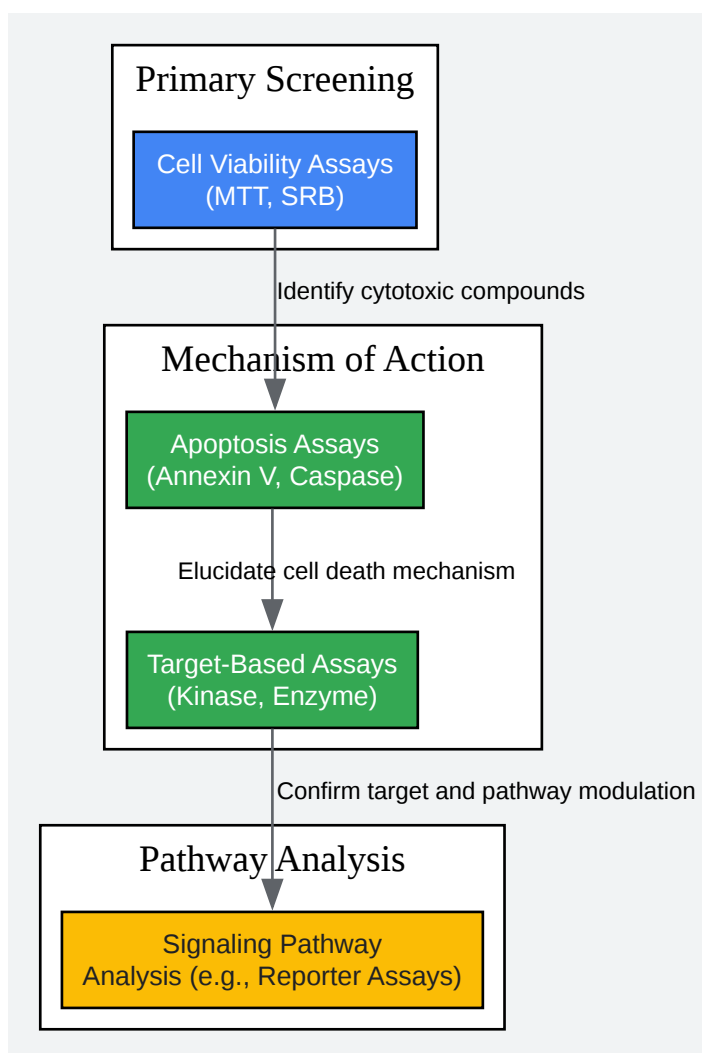 Primary Screening
Cell Viability Assays
(MTT, SRB)
Identify cytotoxic compounds
Mechanism of Action
Apoptosis Assays
(Annexin V, Caspase)
Elucidate cell death mechanism
Target-Based Assays
(Kinase, Enzyme)
Confirm target and pathway modulation
Pathway Analysis
Signaling Pathway
Analysis (e.g., Reporter Assays)